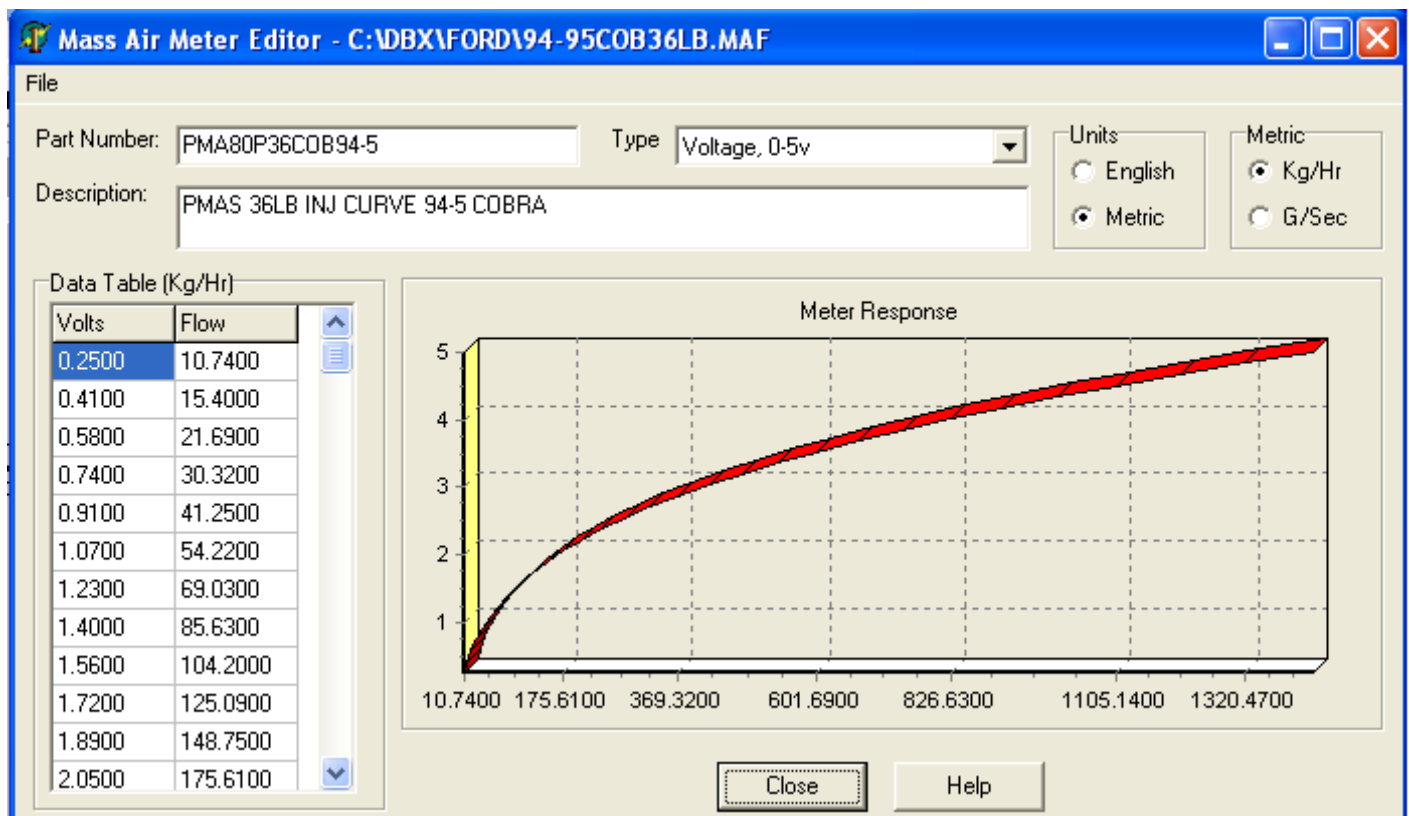 Mass Air Meter Editor - C:\DBX\FORD\94-95COB36LB.MAF
File
Part Number: PMA80P36COB94-5 Type Voltage, 0-5v
Units
English
Metric
Metric
Kg/Hr
G/Sec
Description: PMAS 36LB INJ CURVE 94-5 COBRA
Data Table (Kg/Hr)
Volts Flow
0.2500 10.7400
0.4100 15.4000
0.5800 21.6900
0.7400 30.3200
0.9100 41.2500
1.0700 54.2200
1.2300 69.0300
1.4000 85.6300
1.5600 104.2000
1.7200 125.0900
1.8900 148.7500
2.0500 175.6100
Meter Response
5
4
3
2
1
10.7400 175.6100 369.3200 601.6900 826.6300 1105.1400 1320.4700
Close Help